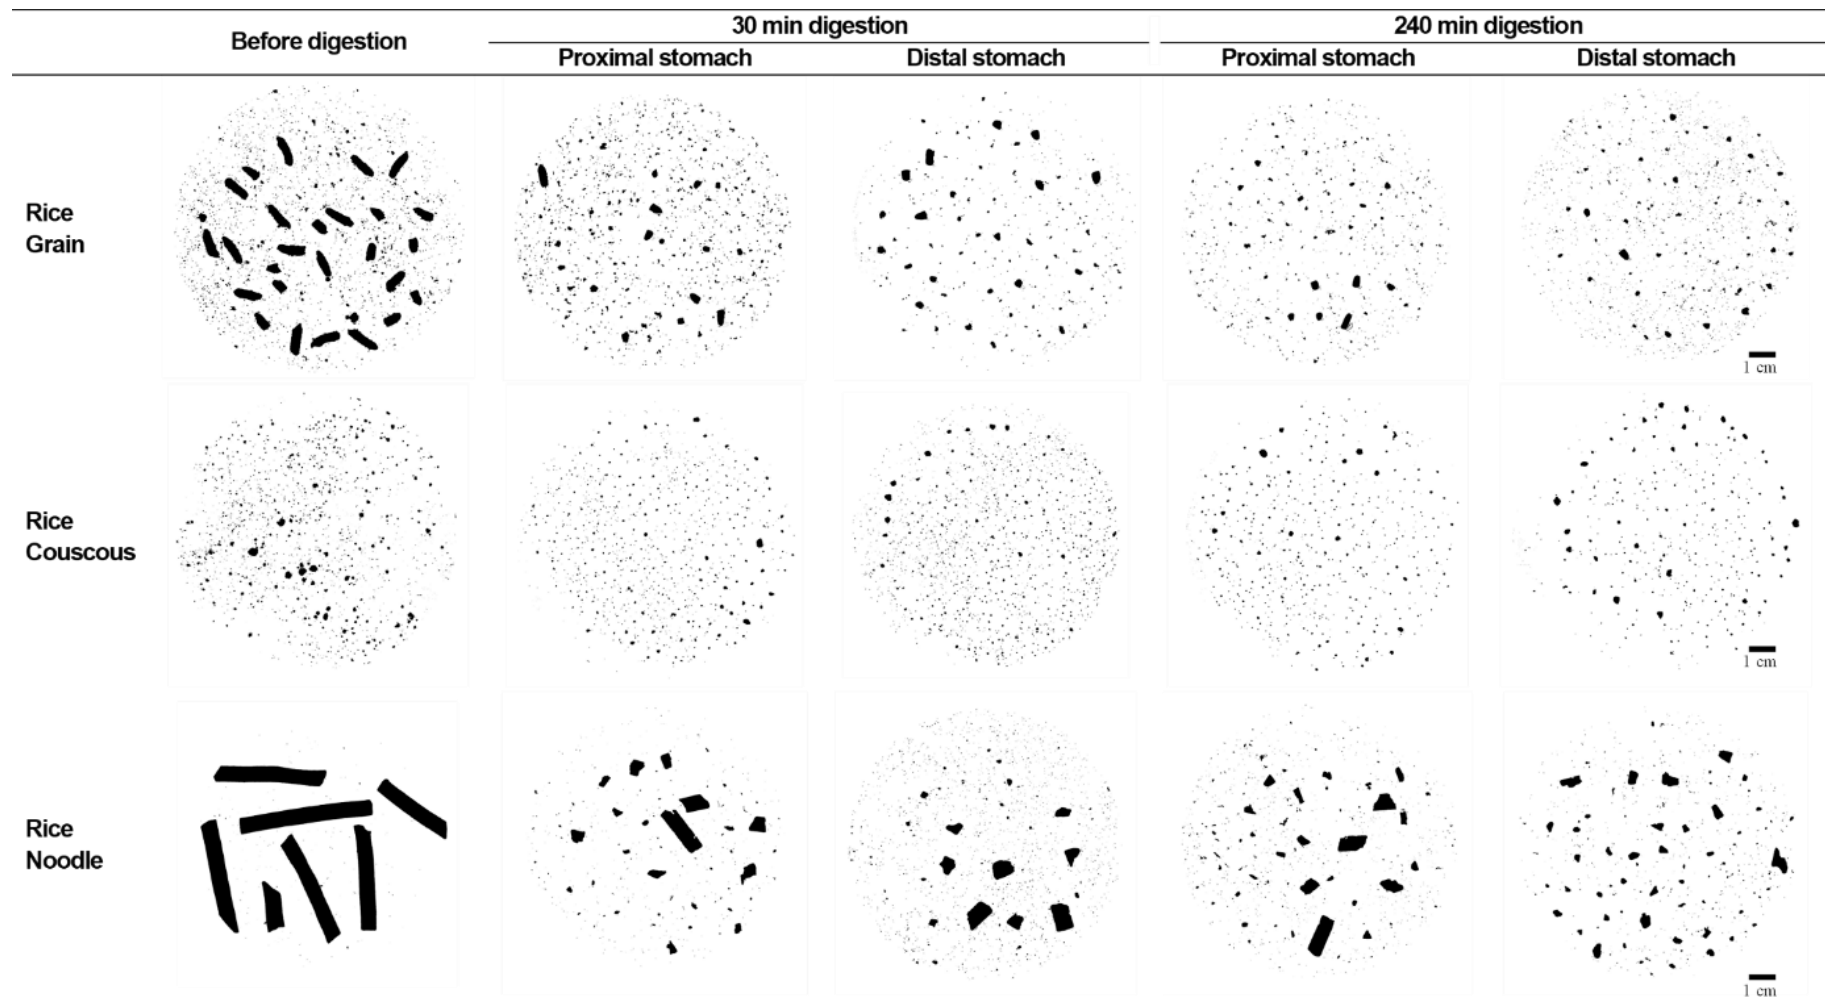 Before digestion
30 min digestion
240 min digestion
Proximal stomach
Distal stomach
Proximal stomach
Distal stomach
Rice
Grain
1 cm
Rice
Couscous
1 cm
Rice
Noodle
1 cm